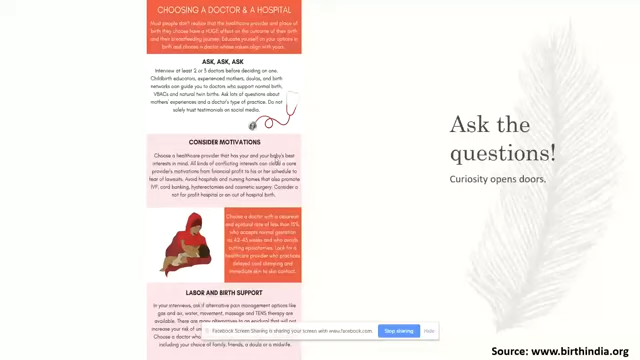 CHOOSING A DOCTOR & A HOSPITAL
Most people don't realize that the healthcare provider and place of
birth they choose have a HUGE effect on the outcome of their birth
and their breastfeeding journey. Educate yourself on your options in
birth and choose a doctor whose values align with yours.
ASK, ASK, ASK
Interview at least 2 or 3 doctors before deciding on one.
Childbirth educators, experienced mothers, doulas, and birth
networks can guide you to doctors who support normal birth,
VBACs and natural twin births. Ask lots of questions about
mothers' experiences and a doctor's type of practice. Do not
solely trust testimonials on social media.
CONSIDER MOTIVATIONS
Choose a healthcare provider that has your and your baby's best
interests in mind. All kinds of conflicting interests can cloud a care
provider's motivations from financial profit to his or her schedule to
fear of lawsuits. Avoid hospitals and nursing homes that also promote
IVF, cord banking, hysterectomies and cosmetic surgery. Consider a
not for profit hospital or an out of hospital birth.
Choose a doctor with a cesarean
and episiotomy rate of less than
who accepts normal gestation
to weeks and who avoids
cutting episiotomies. Look for a
healthcare provider who practices
delayed cord clamping and
immediate skin to skin contact.
LABOR AND BIRTH SUPPORT
In your interviews, ask if alternative pain management options like
gas and air, water, movement, massage and TENS therapy are
available. There are many alternatives to an epidural that will not
increase your risk of
Choose a doctor who
including your choice of family, friends, a doula or a midwife.
Facebook Screen Sharing is sharing your screen with www.facebook.com.
Stop sharing
Hide
Ask the
questions!
Curiosity opens doors.
Source: www.birthindia.org